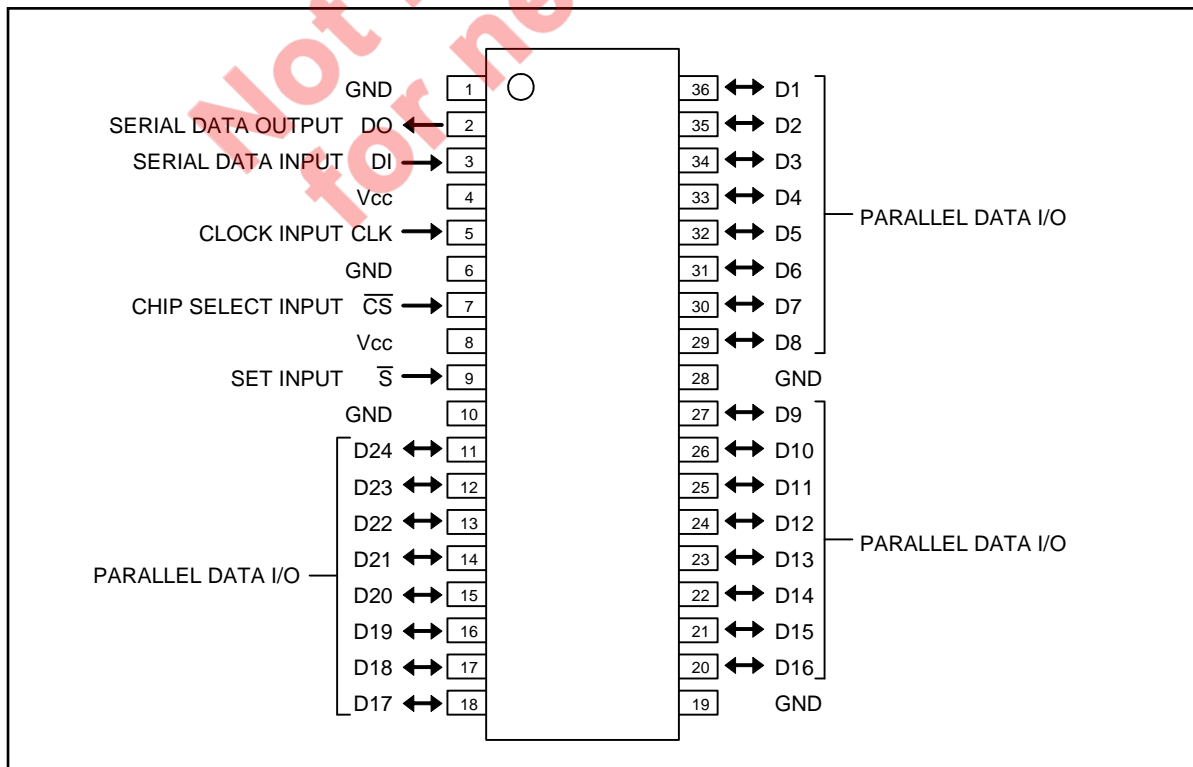 Not
for ne
GND 1
SERIAL DATA OUTPUT DO 2
SERIAL DATA INPUT DI 3
Vcc 4
CLOCK INPUT CLK 5
GND 6
CHIP SELECT INPUT C̅S̅ 7
Vcc 8
SET INPUT S̅ 9
GND 10
D24 11
D23 12
D22 13
D21 14
PARALLEL DATA I/O
D20 15
D19 16
D18 17
D17 18
36 D1
35 D2
34 D3
33 D4
PARALLEL DATA I/O
32 D5
31 D6
30 D7
29 D8
28 GND
27 D9
26 D10
25 D11
24 D12
PARALLEL DATA I/O
23 D13
22 D14
21 D15
20 D16
19 GND